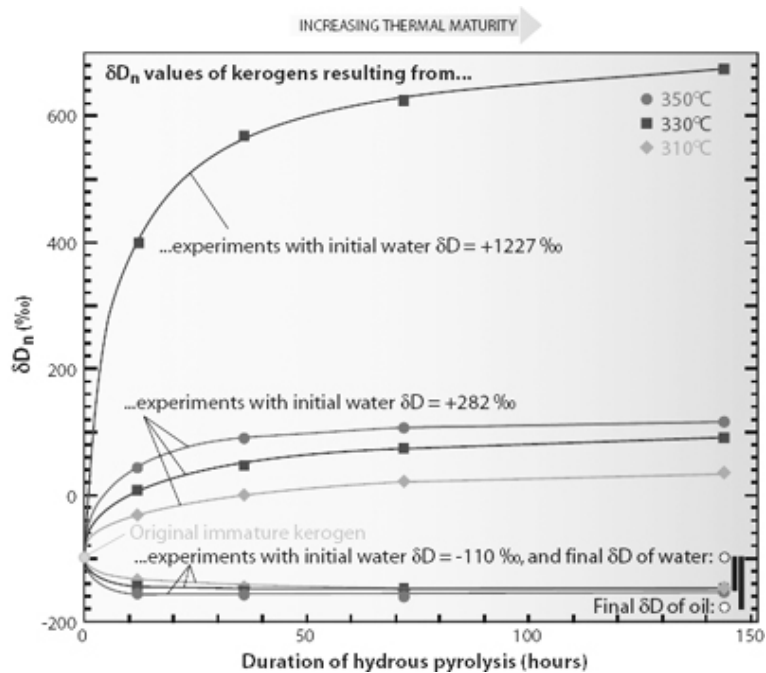 INCREASING THERMAL MATURITY
δDn values of kerogens resulting from...
350°C
330°C
310°C
...experiments with initial water δD = +1227 ‰
...experiments with initial water δD = +282 ‰
Original immature kerogen
...experiments with initial water δD = -110 ‰, and final δD of water:
Final δD of oil:
600
400
200
0
-200
δDn (‰)
0
50
100
150
Duration of hydrous pyrolysis (hours)